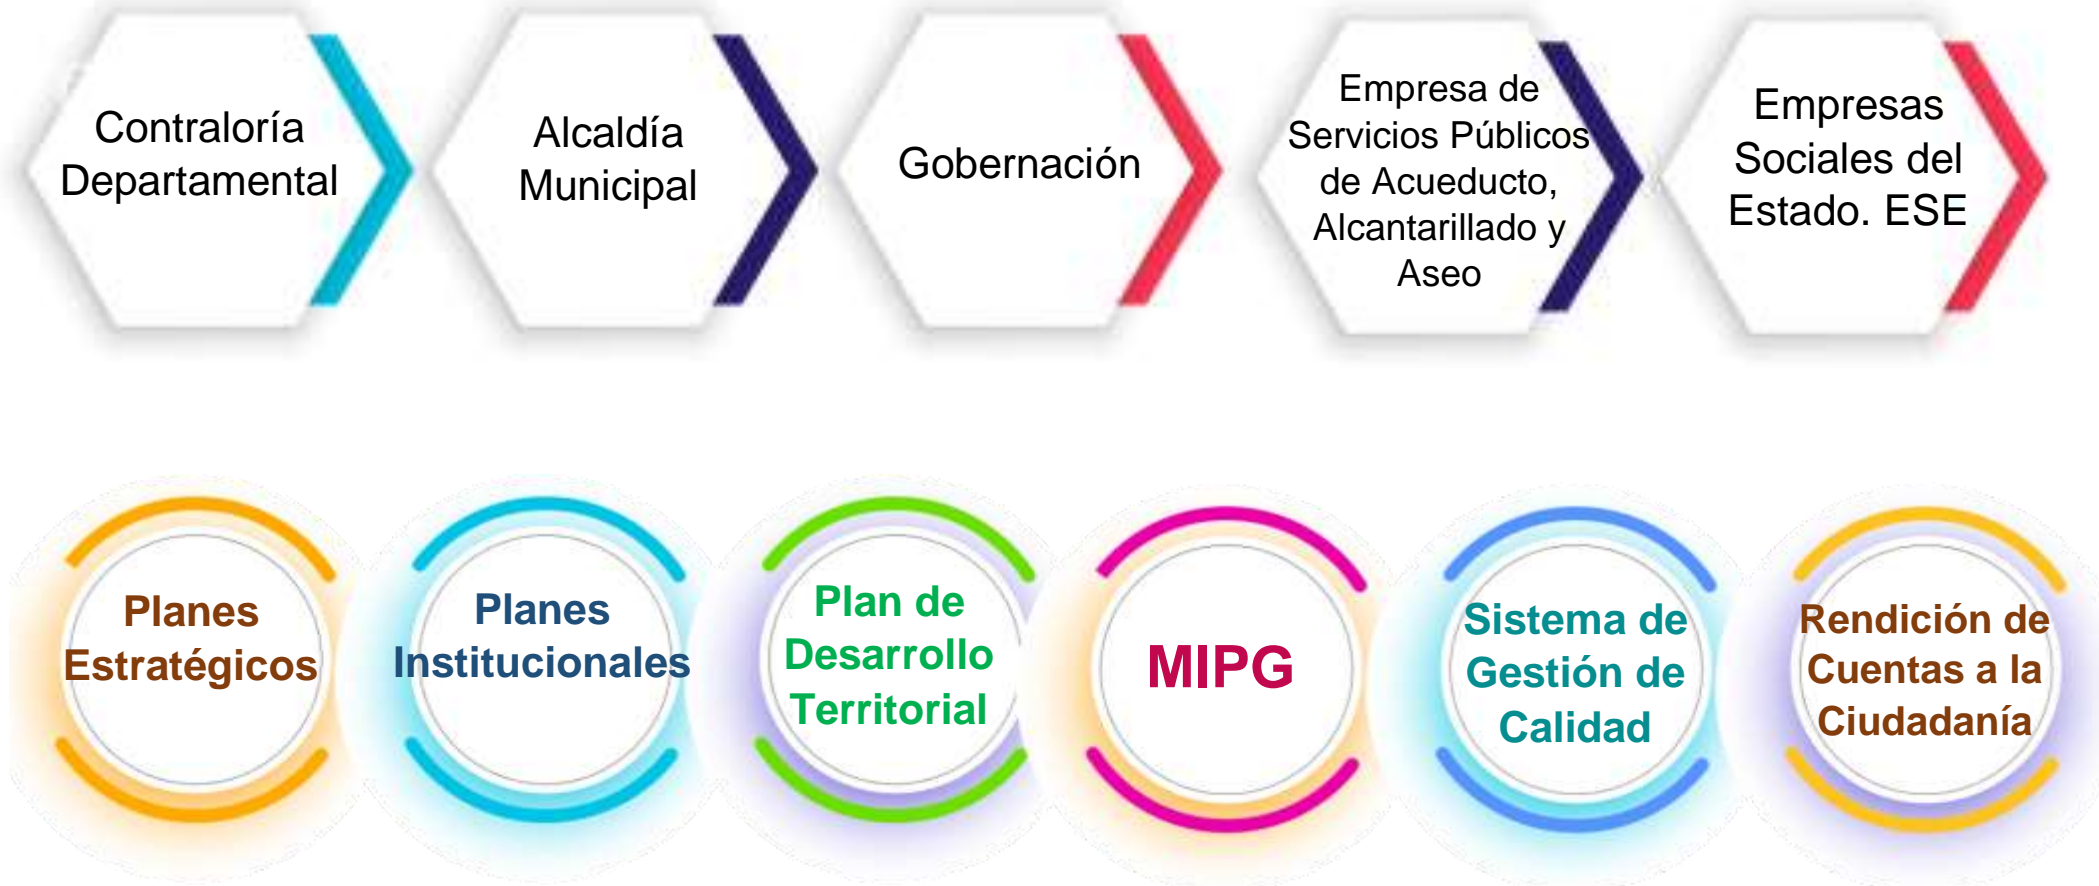 Contraloría
Departamental
Alcaldía
Municipal
Gobernación
Empresa de
Servicios Públicos
de Acueducto,
Alcantarillado y
Aseo
Empresas
Sociales del
Estado. ESE
Planes
Estratégicos
Planes
Institucionales
Plan de
Desarrollo
Territorial
MIPG
Sistema de
Gestión de
Calidad
Rendición de
Cuentas a la
Ciudadanía